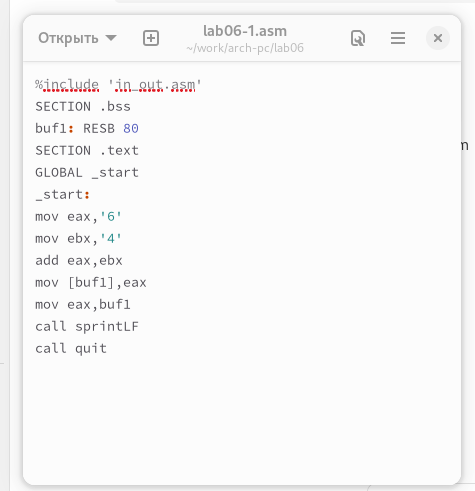 Открыть
lab06-1.asm
~/work/arch-pc/lab06
%include 'in_out.asm'
SECTION .bss
buf1: RESB 80
SECTION .text
GLOBAL _start
_start:
mov eax,'6'
mov ebx,'4'
add eax,ebx
mov [buf1],eax
mov eax,buf1
call sprintLF
call quit
m